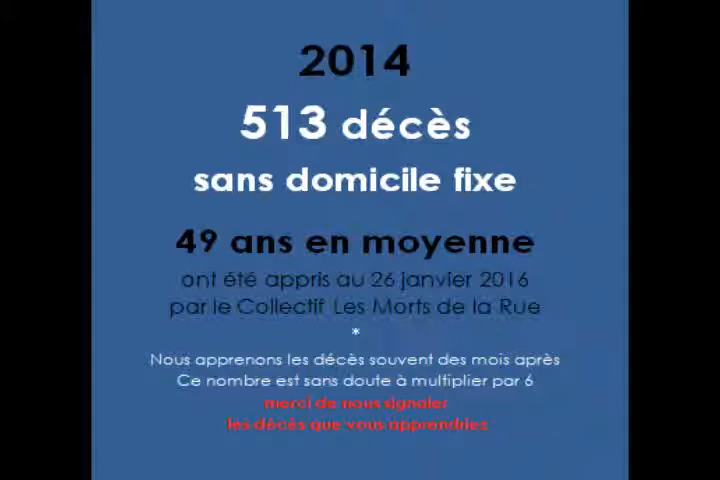 2014
513 décès
sans domicile fixe
49 ans en moyenne
ont été appris au 26 janvier 2016
par le Collectif Les Morts de la Rue
*
Nous apprenons les décès souvent des mois après
Ce nombre est sans doute à multiplier par 6
merci de nous signaler
les décès que vous apprendriez